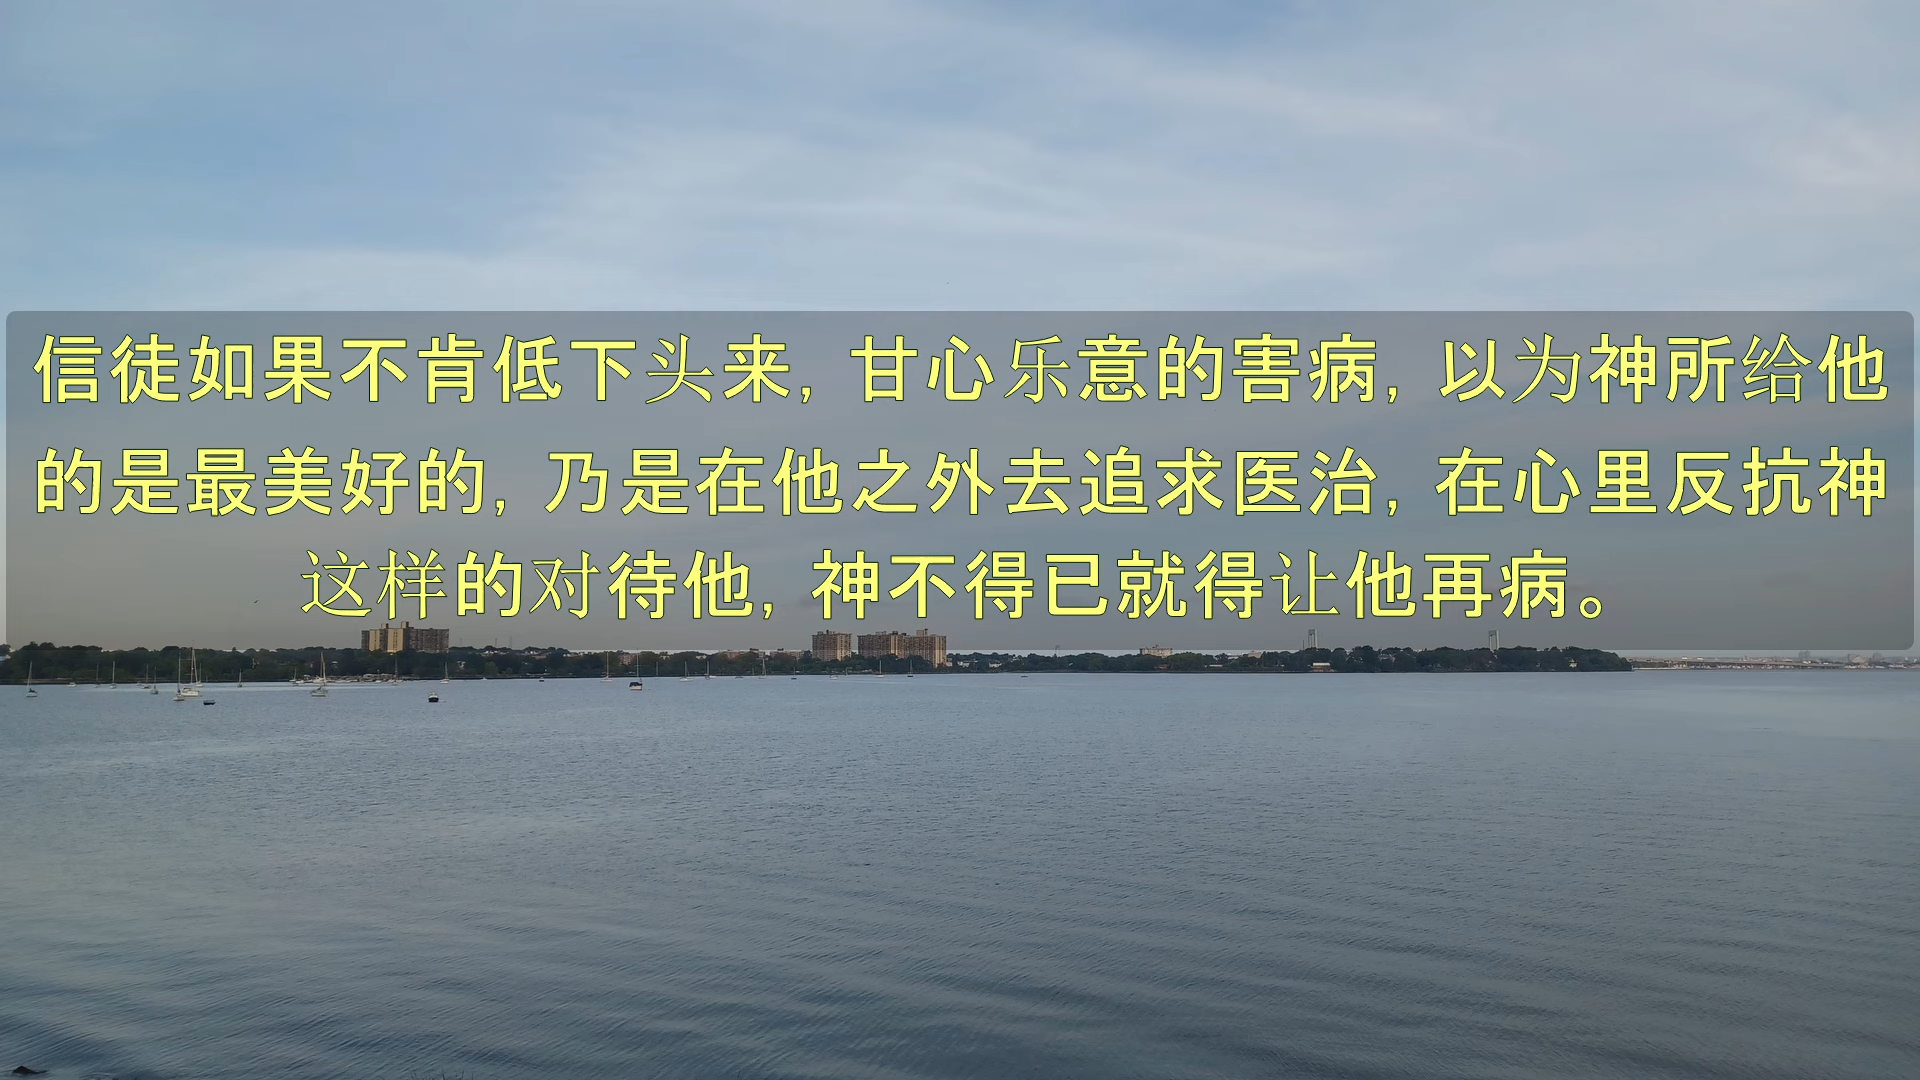 信徒如果不肯低下头来, 甘心乐意的害病, 以为神所给他
的是最美好的, 乃是在他之外去追求医治, 在心里反抗神
这样的对待他, 神不得已就得让他再病。